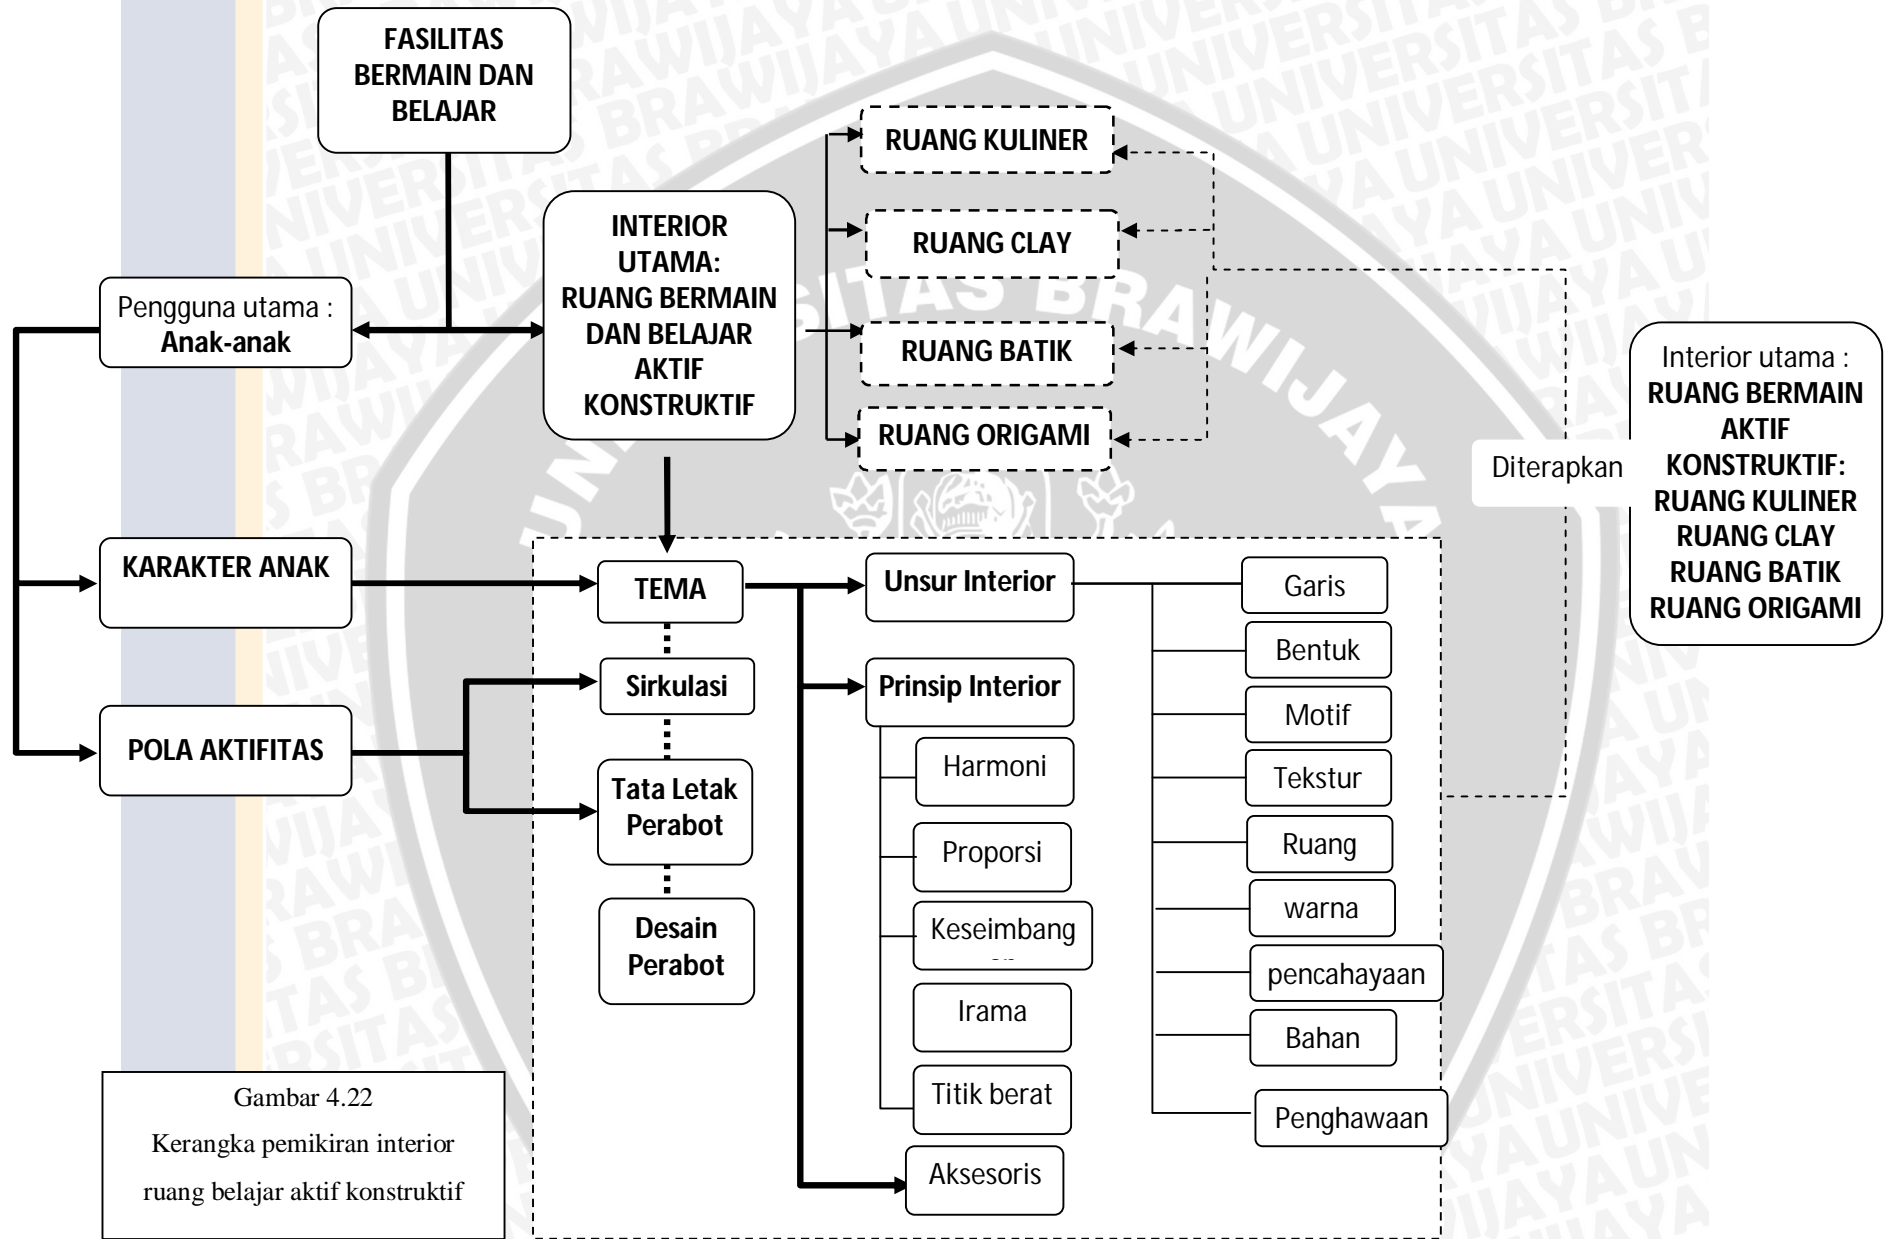 FASILITAS
BERMAIN DAN
BELAJAR
INTERIOR
UTAMA:
RUANG BERMAIN
DAN BELAJAR
AKTIF
KONSTRUKTIF
RUANG KULINER
RUANG CLAY
RUANG BATIK
RUANG ORIGAMI
Pengguna utama :
Anak-anak
Interior utama :
RUANG BERMAIN
AKTIF
KONSTRUKTIF:
RUANG KULINER
RUANG CLAY
RUANG BATIK
RUANG ORIGAMI
Diterapkan
KARAKTER ANAK
POLA AKTIFITAS
TEMA
Sirkulasi
Tata Letak
Perabot
Desain
Perabot
Unsur Interior
Prinsip Interior
Harmoni
Proporsi
Keseimbang
Irama
Titik berat
Aksesoris
Garis
Bentuk
Motif
Tekstur
Ruang
warna
pencahayaan
Bahan
Penghawaan
Gambar 4.22
Kerangka pemikiran interior
ruang belajar aktif konstruktif